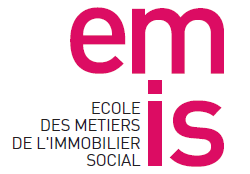 em
is
ECOLE
DES METIERS
DE L'IMMOBILIER
SOCIAL